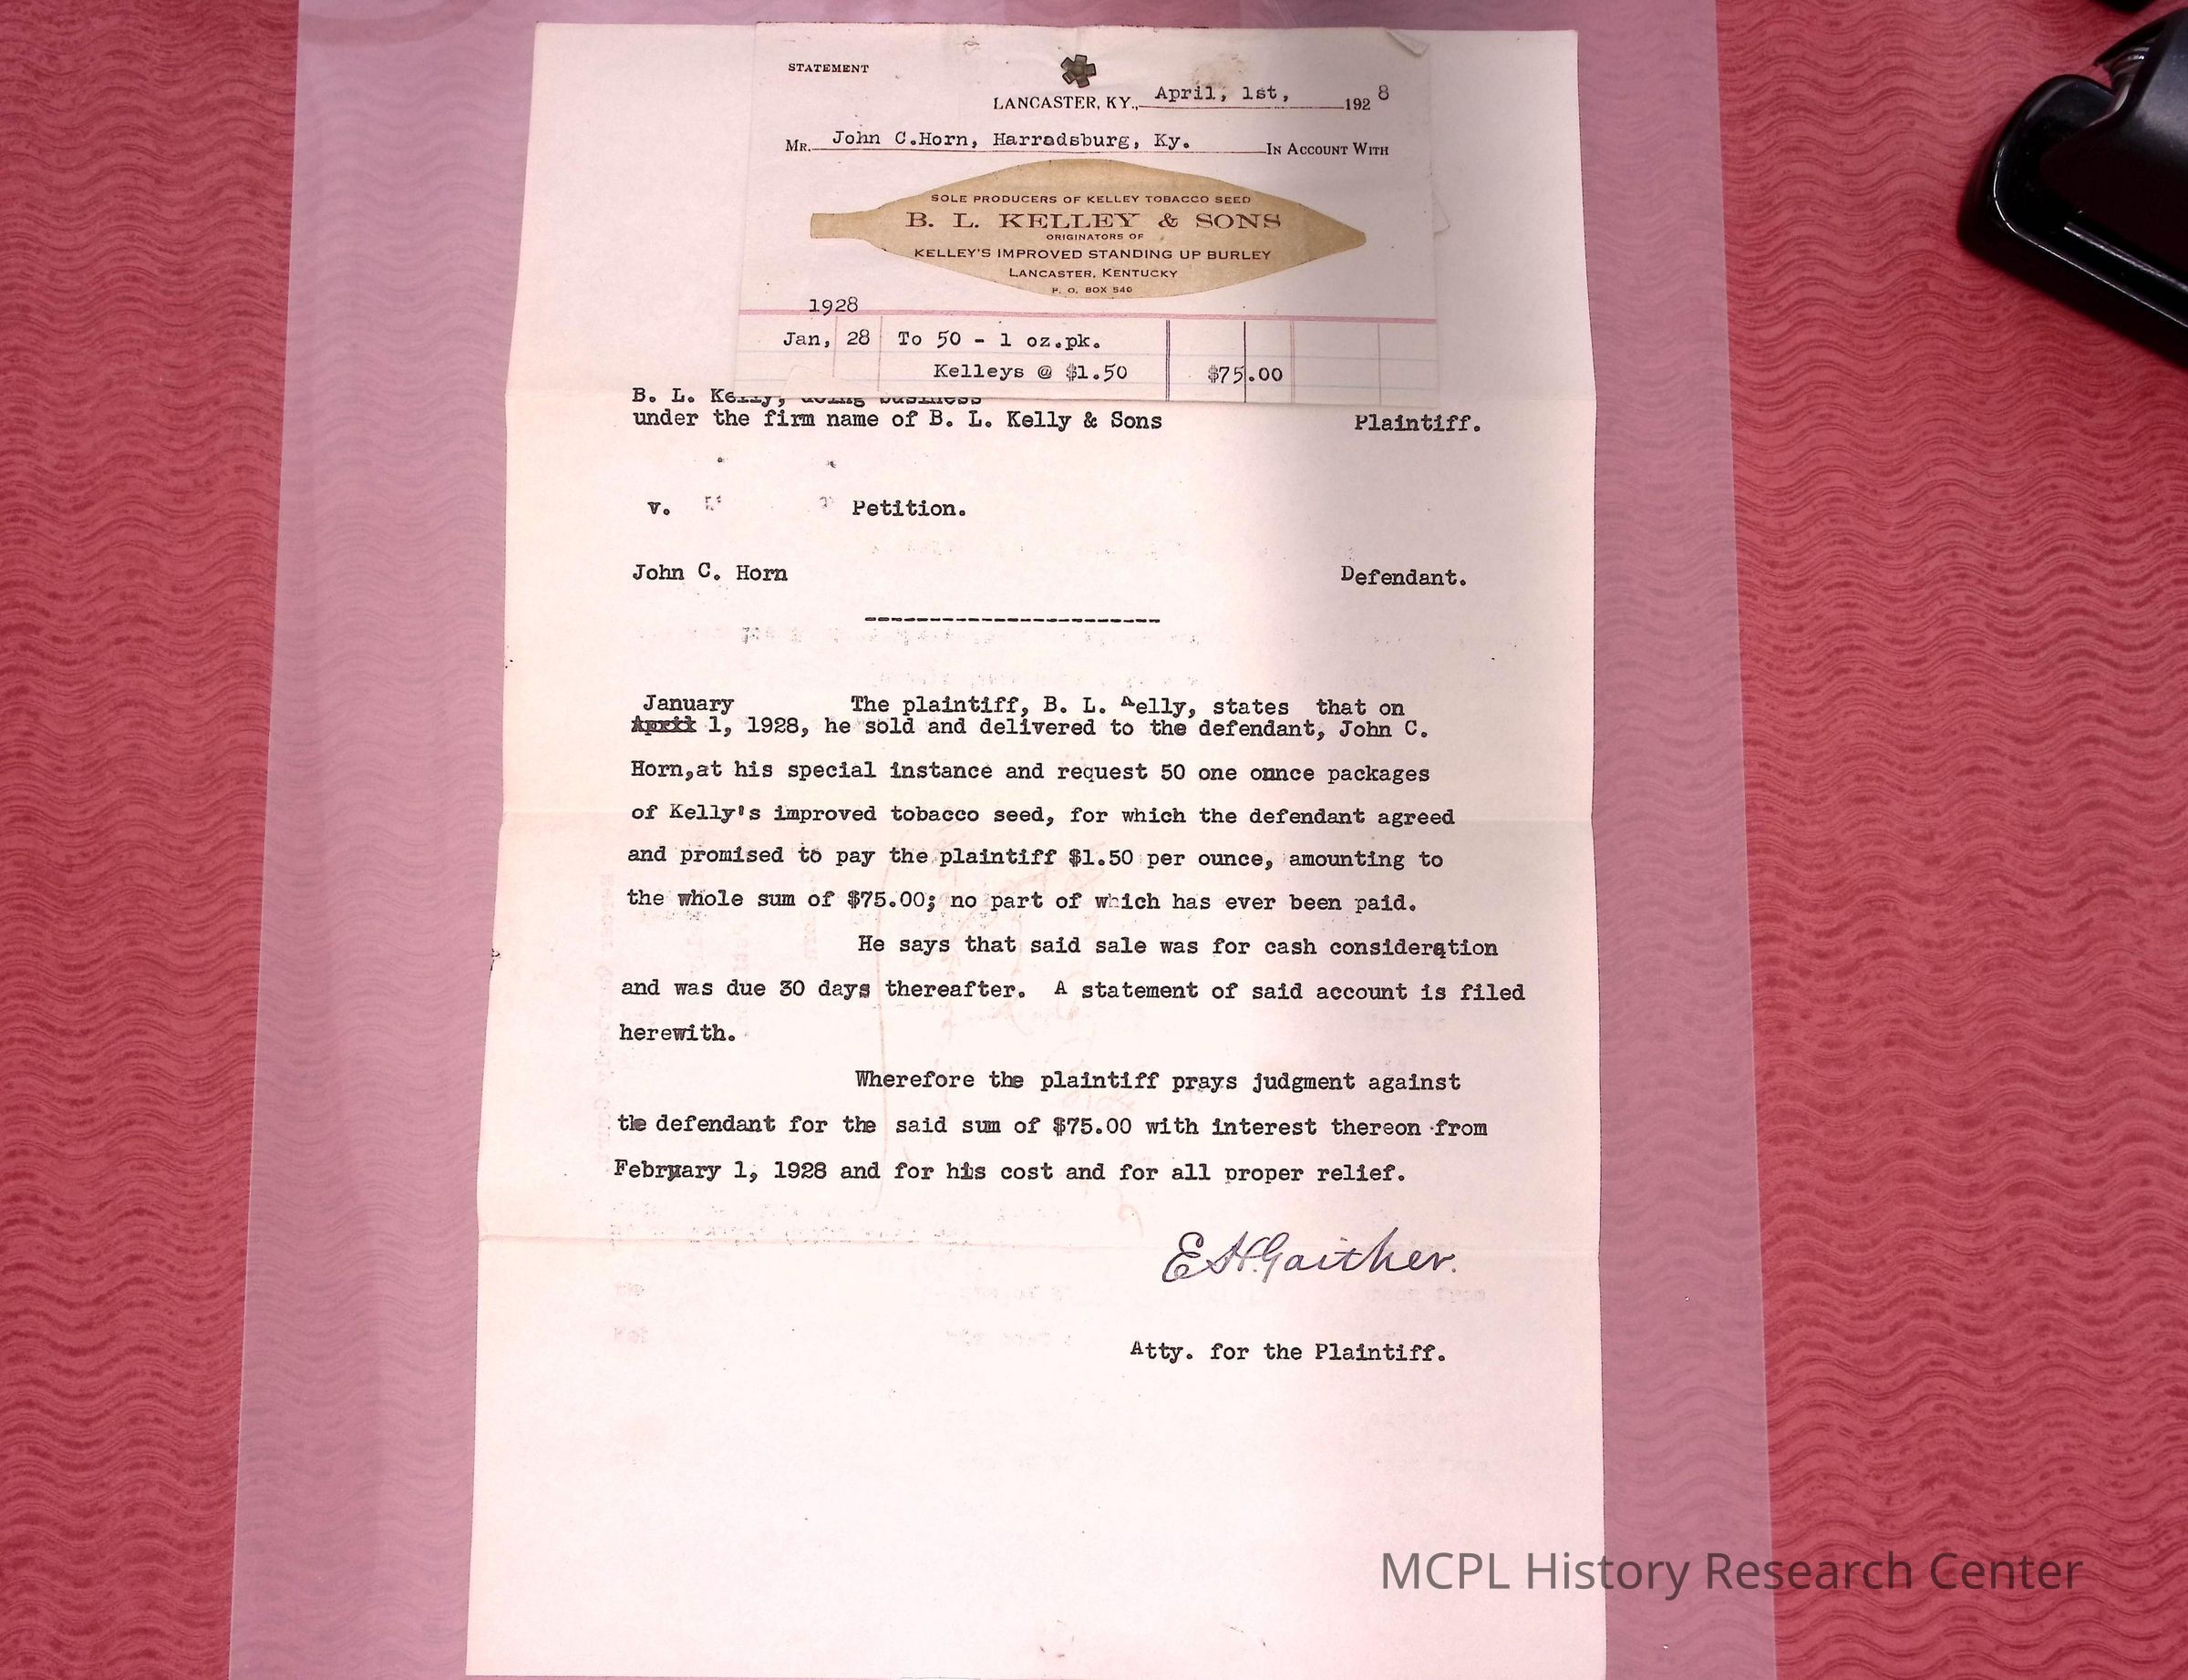 STATEMENT
LANCASTER, KY., April, 1st, 1928
MR. John C.Horn, Harradsburg, Ky. IN ACCOUNT WITH
SOLE PRODUCERS OF KELLEY TOBACCO SEED
B. L. KELLEY & SONS
ORIGINATORS OF
KELLEY'S IMPROVED STANDING UP BURLEY
LANCASTER, KENTUCKY
P. O. BOX 540
1928
Jan, 28 To 50 - 1 oz.pk.
Kelleys @ $1.50 $75.00
B. L. Kelly, doing business
under the firm name of B. L. Kelly & Sons Plaintiff.
v. Petition.
John C. Horn Defendant.
----------------------
January The plaintiff, B. L. Kelly, states that on
April 1, 1928, he sold and delivered to the defendant, John C.
Horn,at his special instance and request 50 one onnce packages
of Kelly's improved tobacco seed, for which the defendant agreed
and promised to pay the plaintiff $1.50 per ounce, amounting to
the whole sum of $75.00; no part of which has ever been paid.
He says that said sale was for cash consideration
and was due 30 days thereafter. A statement of said account is filed
herewith.
Wherefore the plaintiff prays judgment against
the defendant for the said sum of $75.00 with interest thereon from
February 1, 1928 and for his cost and for all proper relief.
E H Gaither.
Atty. for the Plaintiff.
MCPL History Research Center